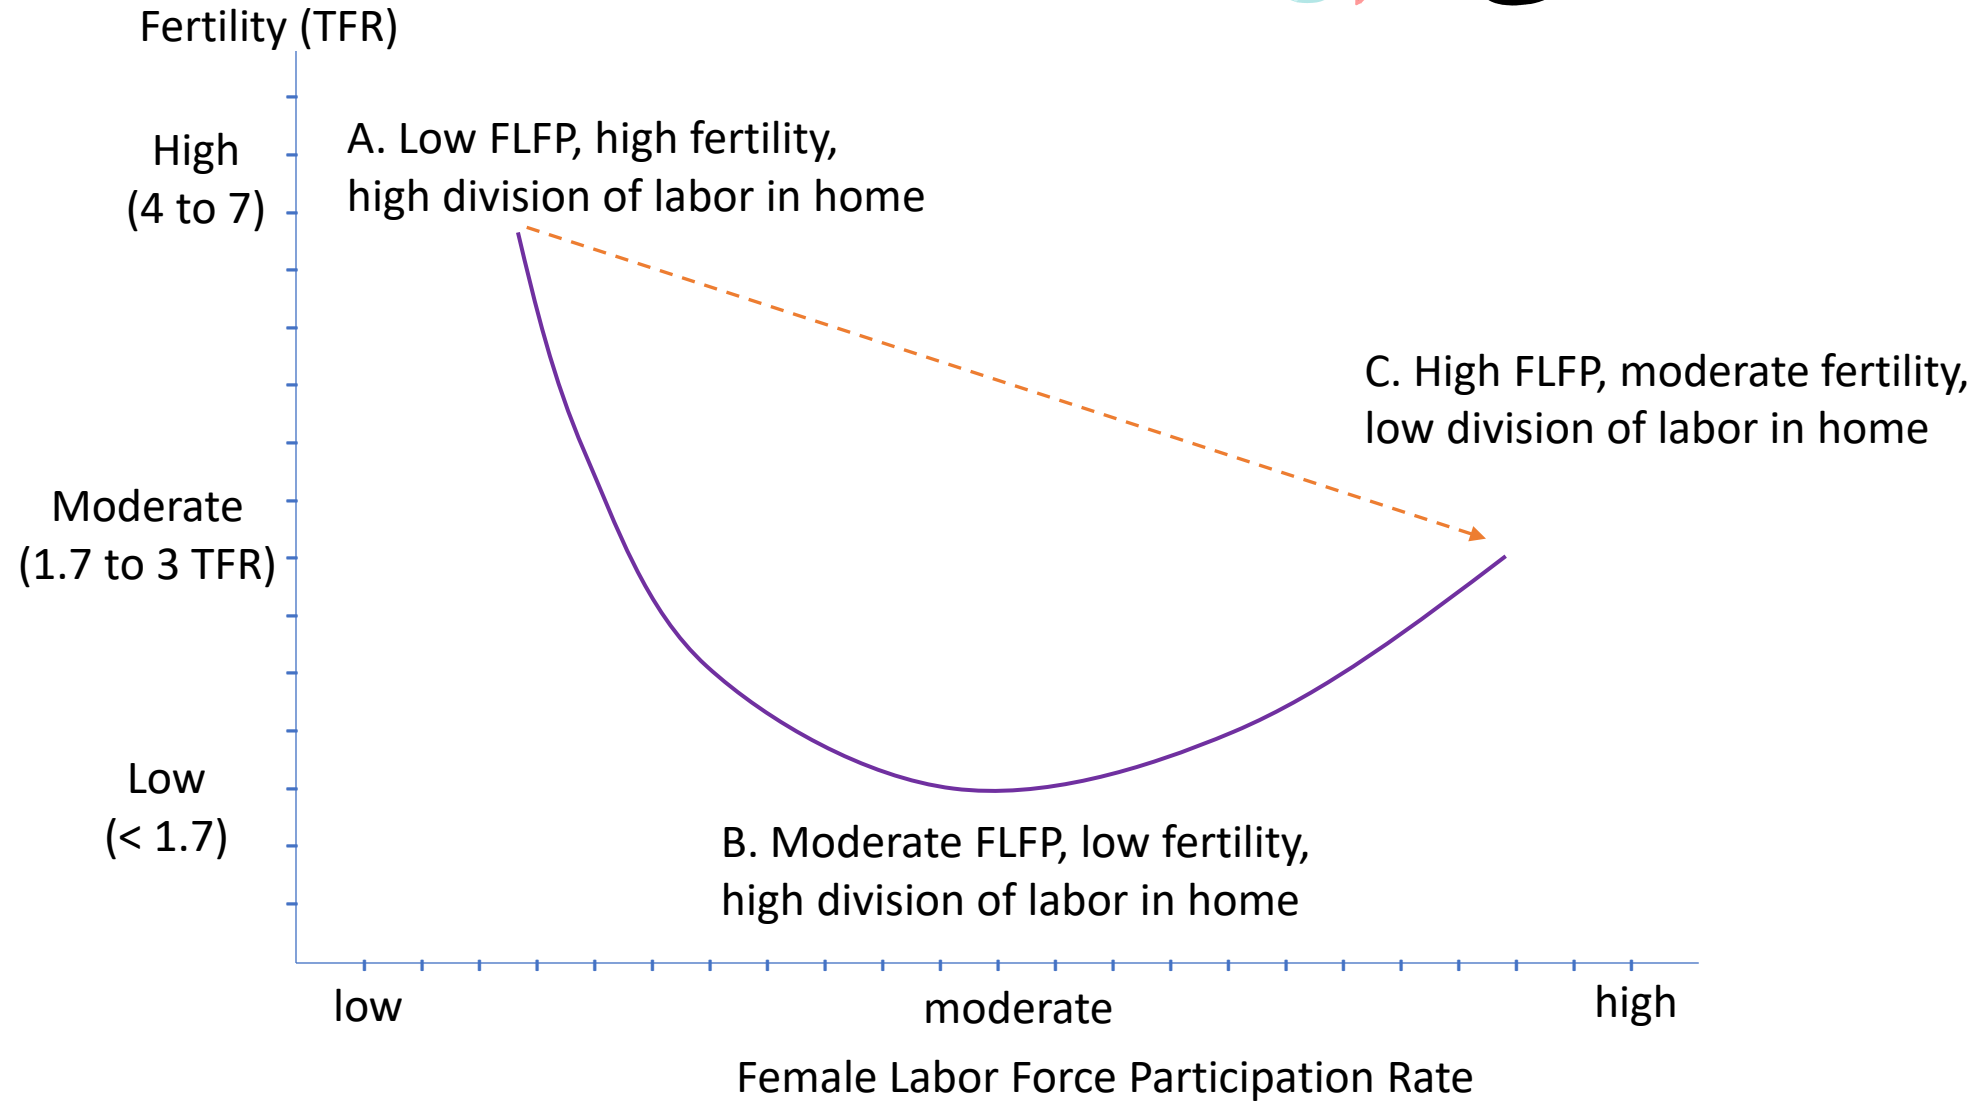 Fertility (TFR)
High
(4 to 7)
A. Low FLFP, high fertility,
high division of labor in home
C. High FLFP, moderate fertility,
low division of labor in home
Moderate
(1.7 to 3 TFR)
Low
(< 1.7)
B. Moderate FLFP, low fertility,
high division of labor in home
low
moderate
high
Female Labor Force Participation Rate